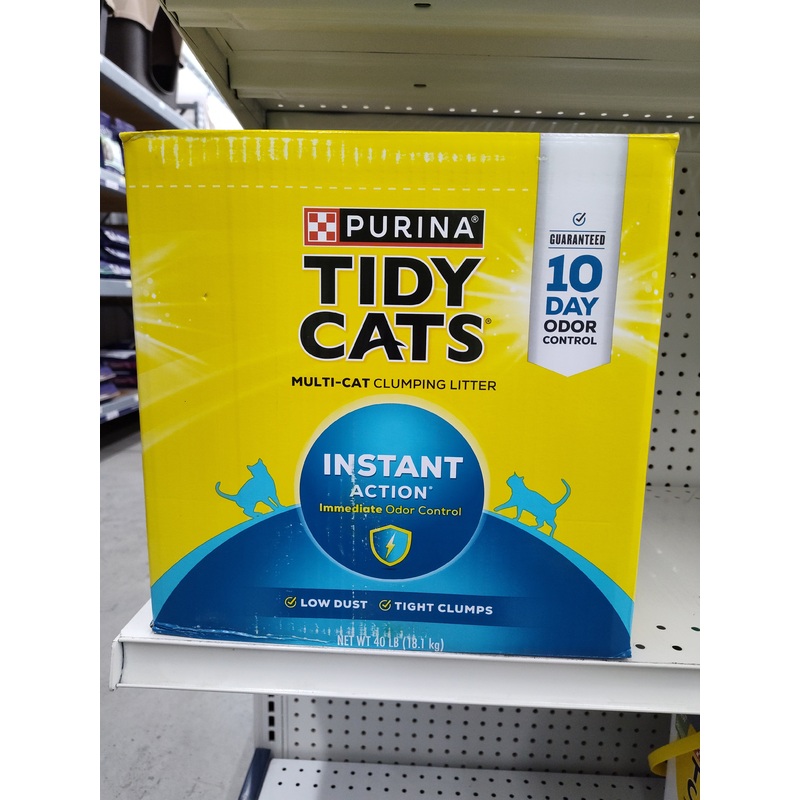 PURINA®
TIDY
CATS®
MULTI-CAT CLUMPING LITTER
GUARANTEED
10
DAY
ODOR
CONTROL
INSTANT
ACTION*
Immediate Odor Control
LOW DUST TIGHT CLUMPS
NET WT 40 LB (18.1 kg)